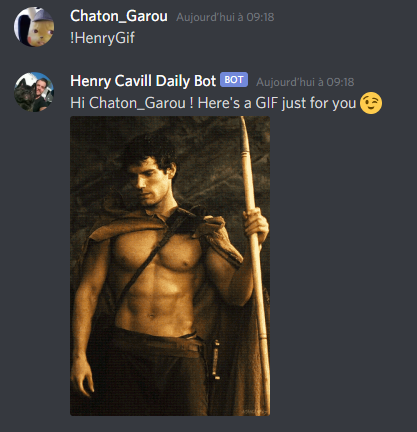 Chaton_Garou Aujourd'hui à 09:18
!HenryGif
Henry Cavill Daily Bot BOT Aujourd'hui à 09:18
Hi Chaton_Garou ! Here's a GIF just for you 😉